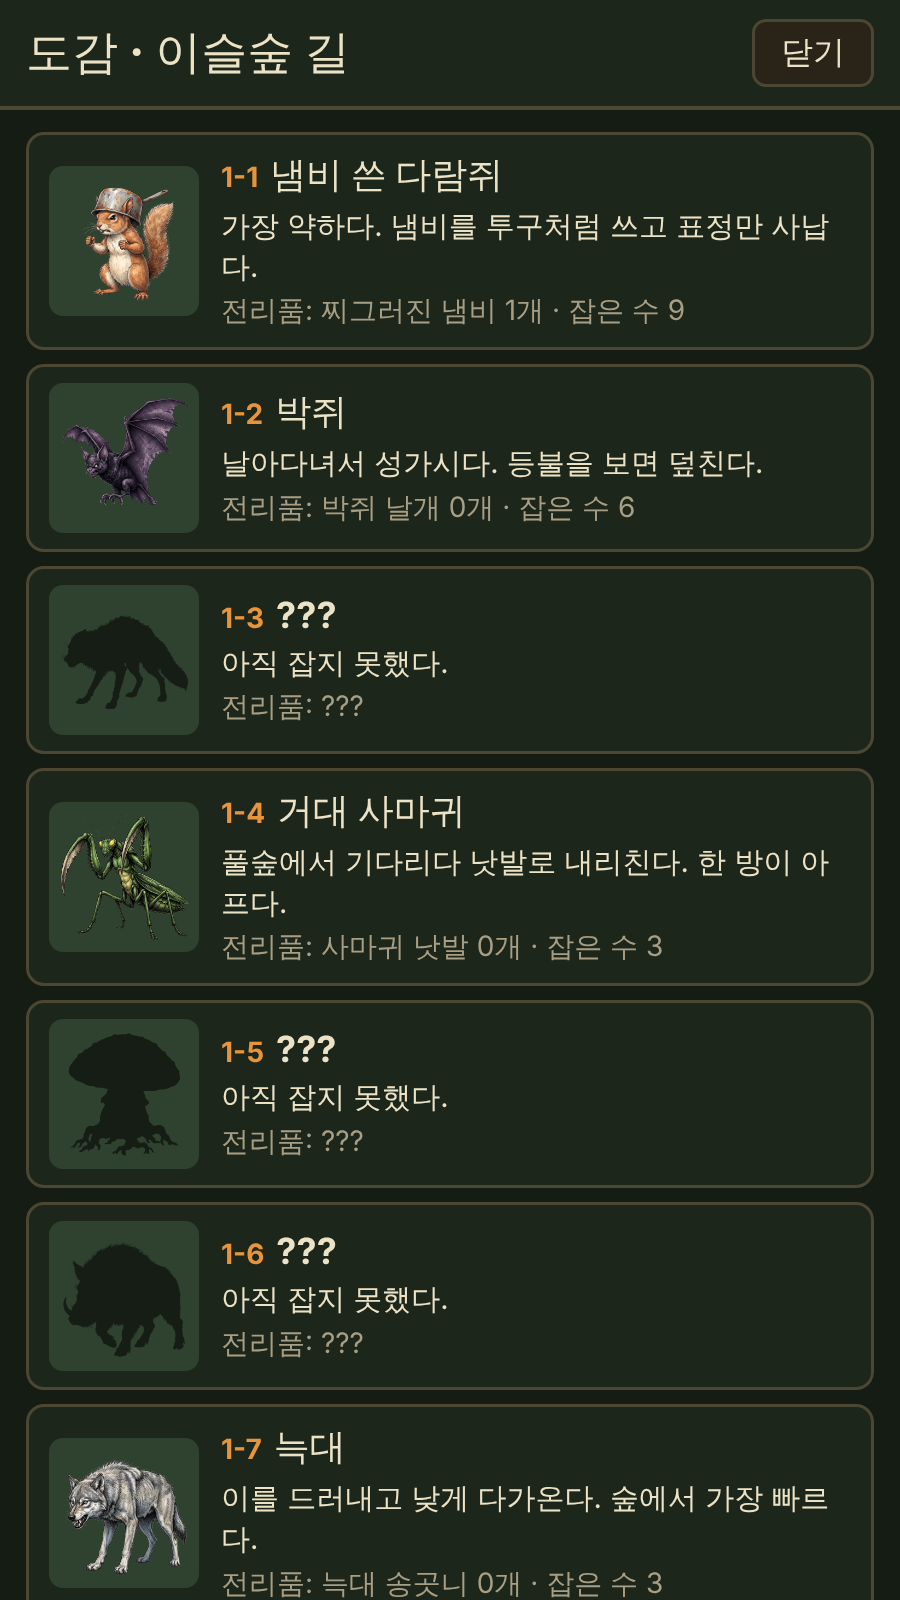 도감 · 이슬숲 길
닫기
1-1 냄비 쓴 다람쥐
가장 약하다. 냄비를 투구처럼 쓰고 표정만 사납
다.
전리품: 찌그러진 냄비 1개 · 잡은 수 9
1-2 박쥐
날아다녀서 성가시다. 등불을 보면 덮친다.
전리품: 박쥐 날개 0개 · 잡은 수 6
1-3 ???
아직 잡지 못했다.
전리품: ???
1-4 거대 사마귀
풀숲에서 기다리다 낫발로 내리친다. 한 방이 아
프다.
전리품: 사마귀 낫발 0개 · 잡은 수 3
1-5 ???
아직 잡지 못했다.
전리품: ???
1-6 ???
아직 잡지 못했다.
전리품: ???
1-7 늑대
이를 드러내고 낮게 다가온다. 숲에서 가장 빠르
다.
전리품: 늑대 송곳니 0개 · 잡은 수 3